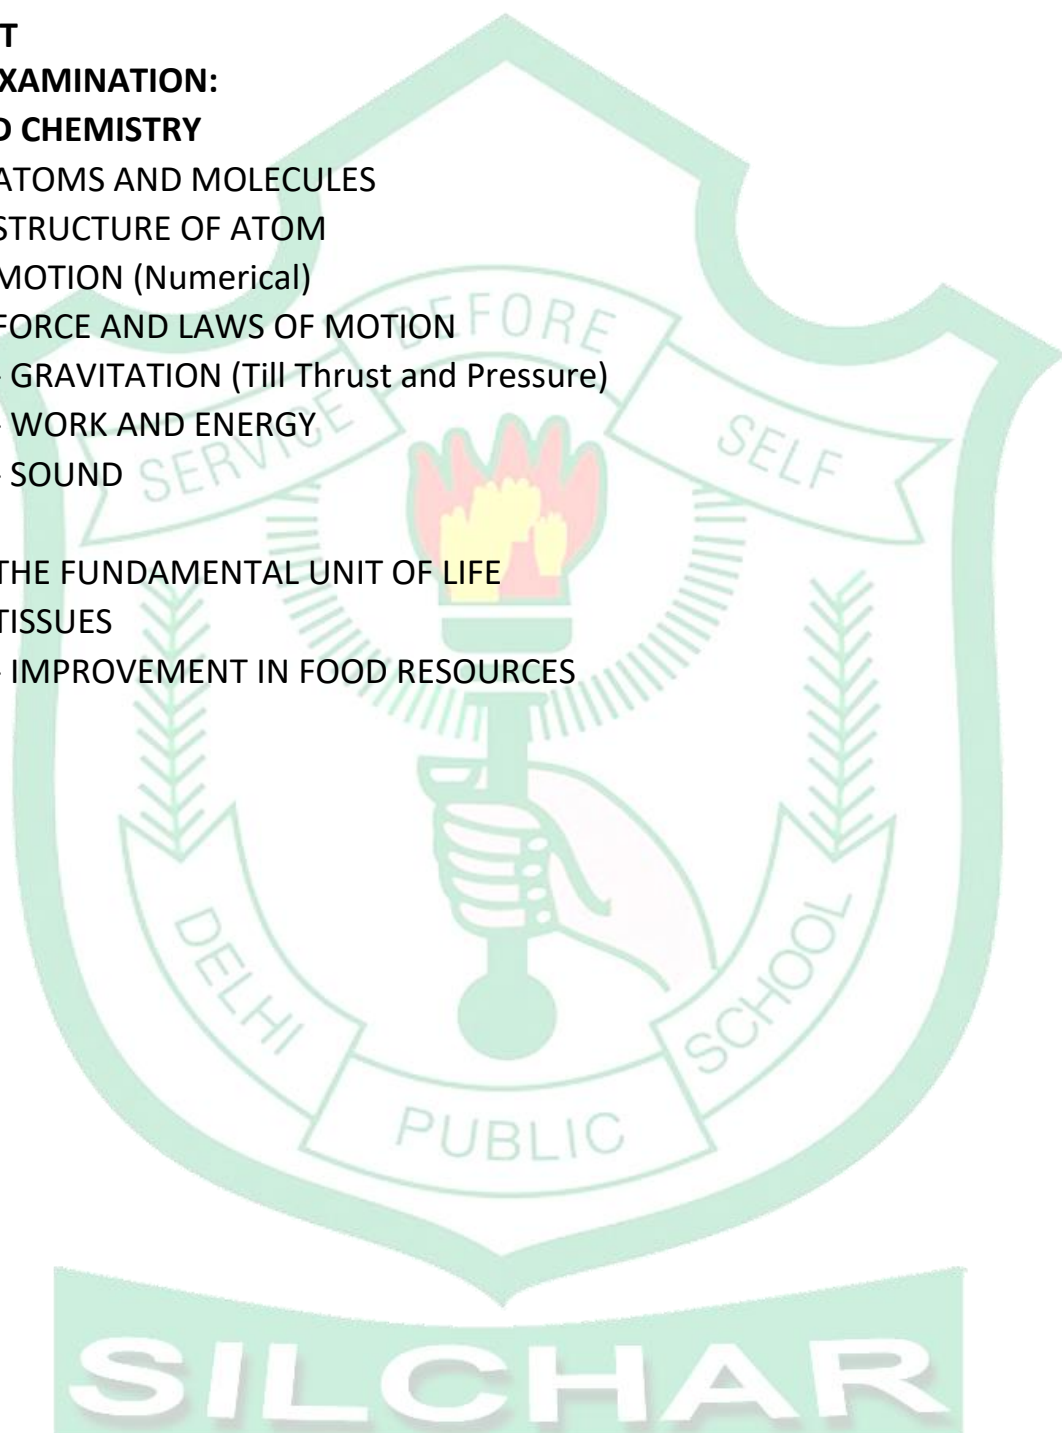 T
XAMINATION:
D CHEMISTRY
ATOMS AND MOLECULES
STRUCTURE OF ATOM
MOTION (Numerical)
FORCE AND LAWS OF MOTION
- GRAVITATION (Till Thrust and Pressure)
- WORK AND ENERGY
- SOUND
THE FUNDAMENTAL UNIT OF LIFE
TISSUES
- IMPROVEMENT IN FOOD RESOURCES
SERVICE BEFORE SELF
DELHI PUBLIC SCHOOL
SILCHAR